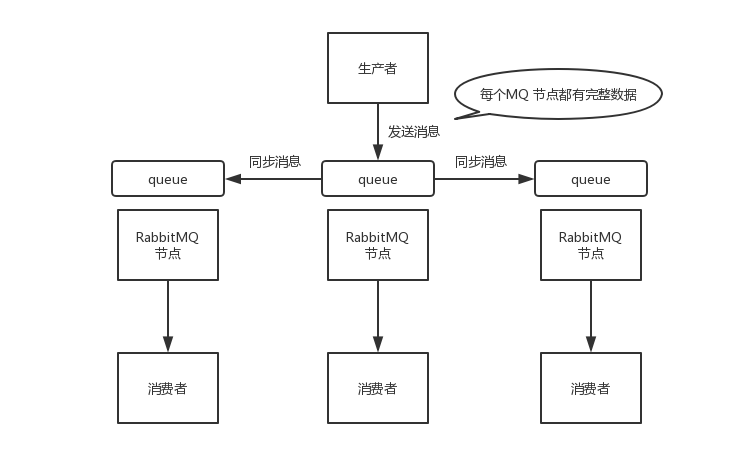 生产者
每个MQ 节点都有完整数据
发送消息
同步消息
同步消息
queue
queue
queue
RabbitMQ
节点
RabbitMQ
节点
RabbitMQ
节点
消费者
消费者
消费者